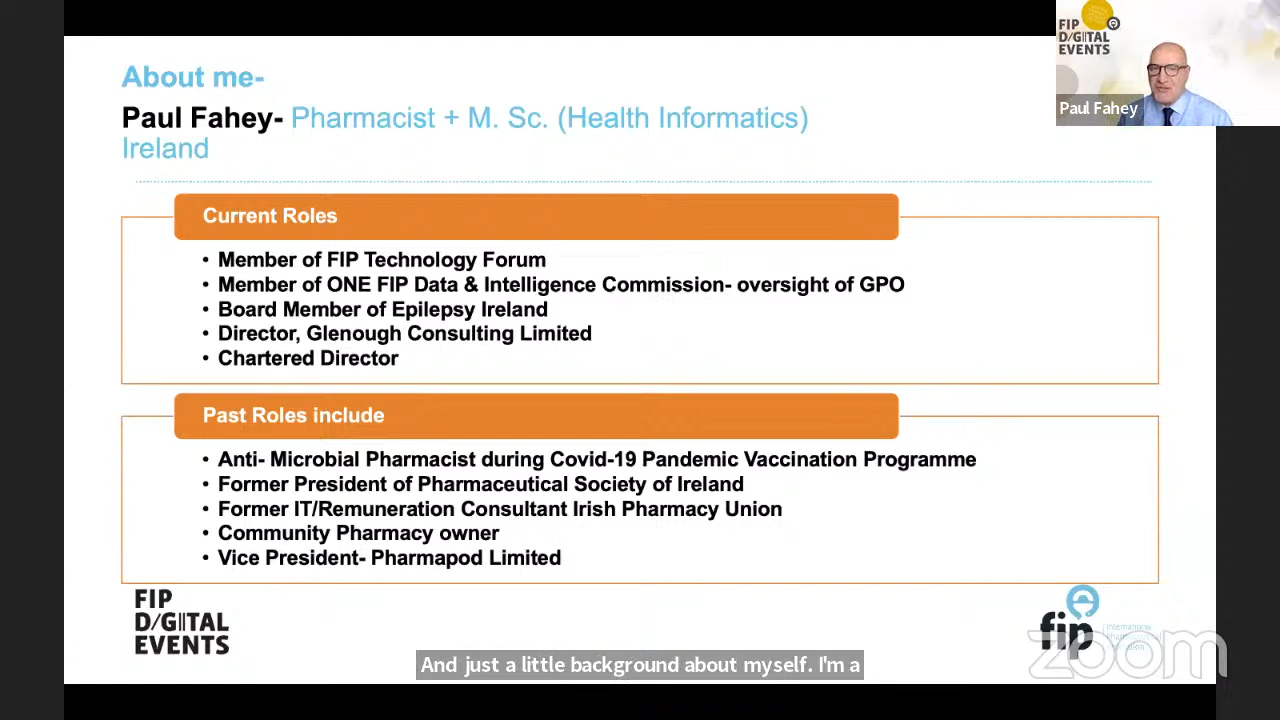 About me-
Paul Fahey- Pharmacist + M. Sc. (Health Informatics)
Ireland
Current Roles
• Member of FIP Technology Forum
• Member of ONE FIP Data & Intelligence Commission- oversight of GPO
• Board Member of Epilepsy Ireland
• Director, Glenough Consulting Limited
• Chartered Director
Past Roles include
• Anti- Microbial Pharmacist during Covid-19 Pandemic Vaccination Programme
• Former President of Pharmaceutical Society of Ireland
• Former IT/Remuneration Consultant Irish Pharmacy Union
• Community Pharmacy owner
• Vice President- Pharmapod Limited
FIP
D/GITAL
EVENTS
fip
International
zoom
And just a little background about myself. I'm a
FIP
D/GITAL
EVENTS
Paul Fahey